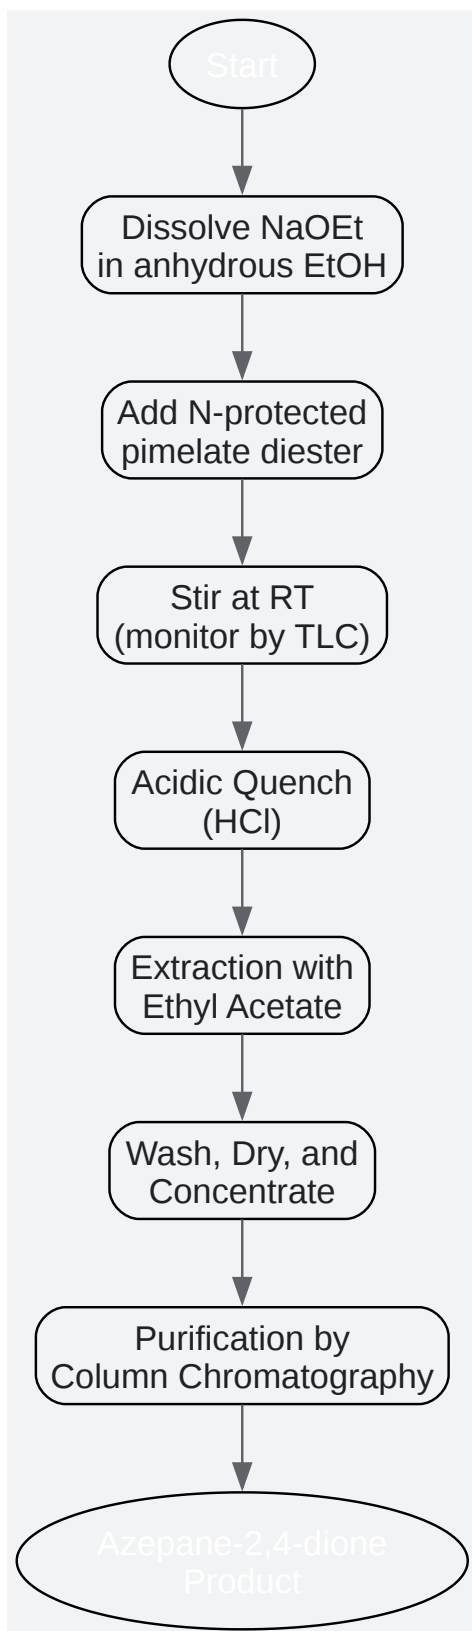 Start
Dissolve NaOEt
in anhydrous EtOH
Add N-protected
pimelate diester
Stir at RT
(monitor by TLC)
Acidic Quench
(HCl)
Extraction with
Ethyl Acetate
Wash, Dry, and
Concentrate
Purification by
Column Chromatography
Azepane-2,4-dione
Product